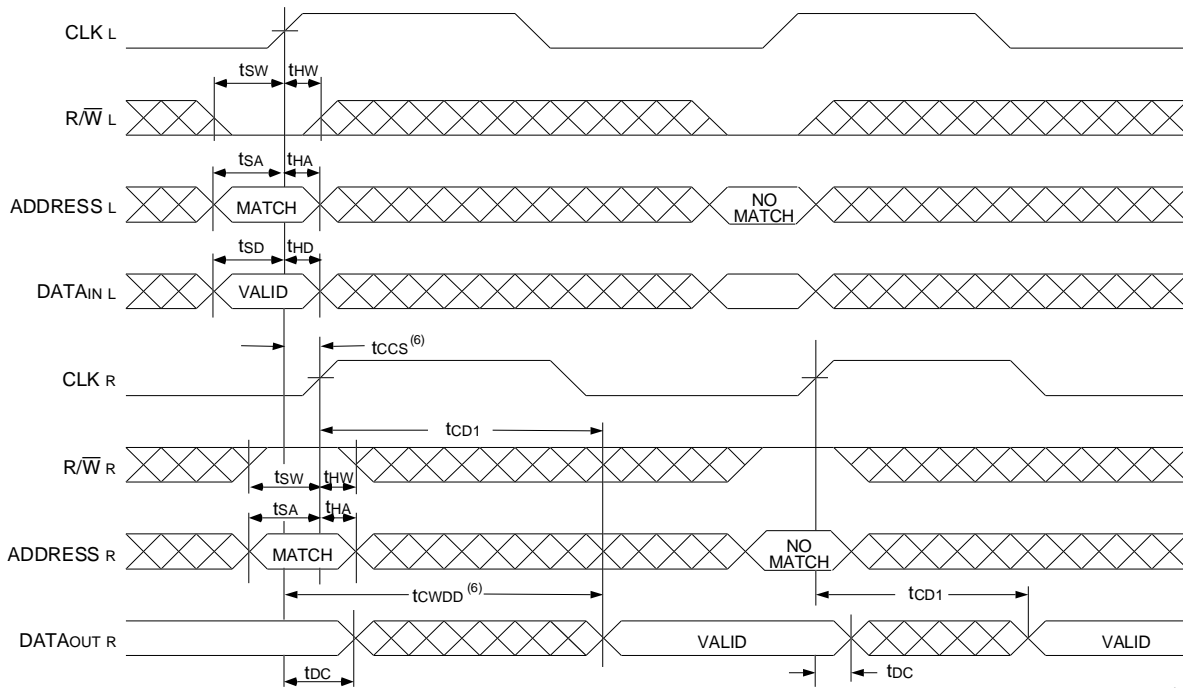 CLK L
tSW tHW
R/W̅ L
tSA tHA
ADDRESS L MATCH NO MATCH
tSD tHD
DATAIN L VALID
tCCS (6)
CLK R
tCD1
R/W̅ R
tSW tHW
tSA tHA
ADDRESS R MATCH NO MATCH
tCWDD (6) tCD1
DATAOUT R VALID VALID
tDC tDC